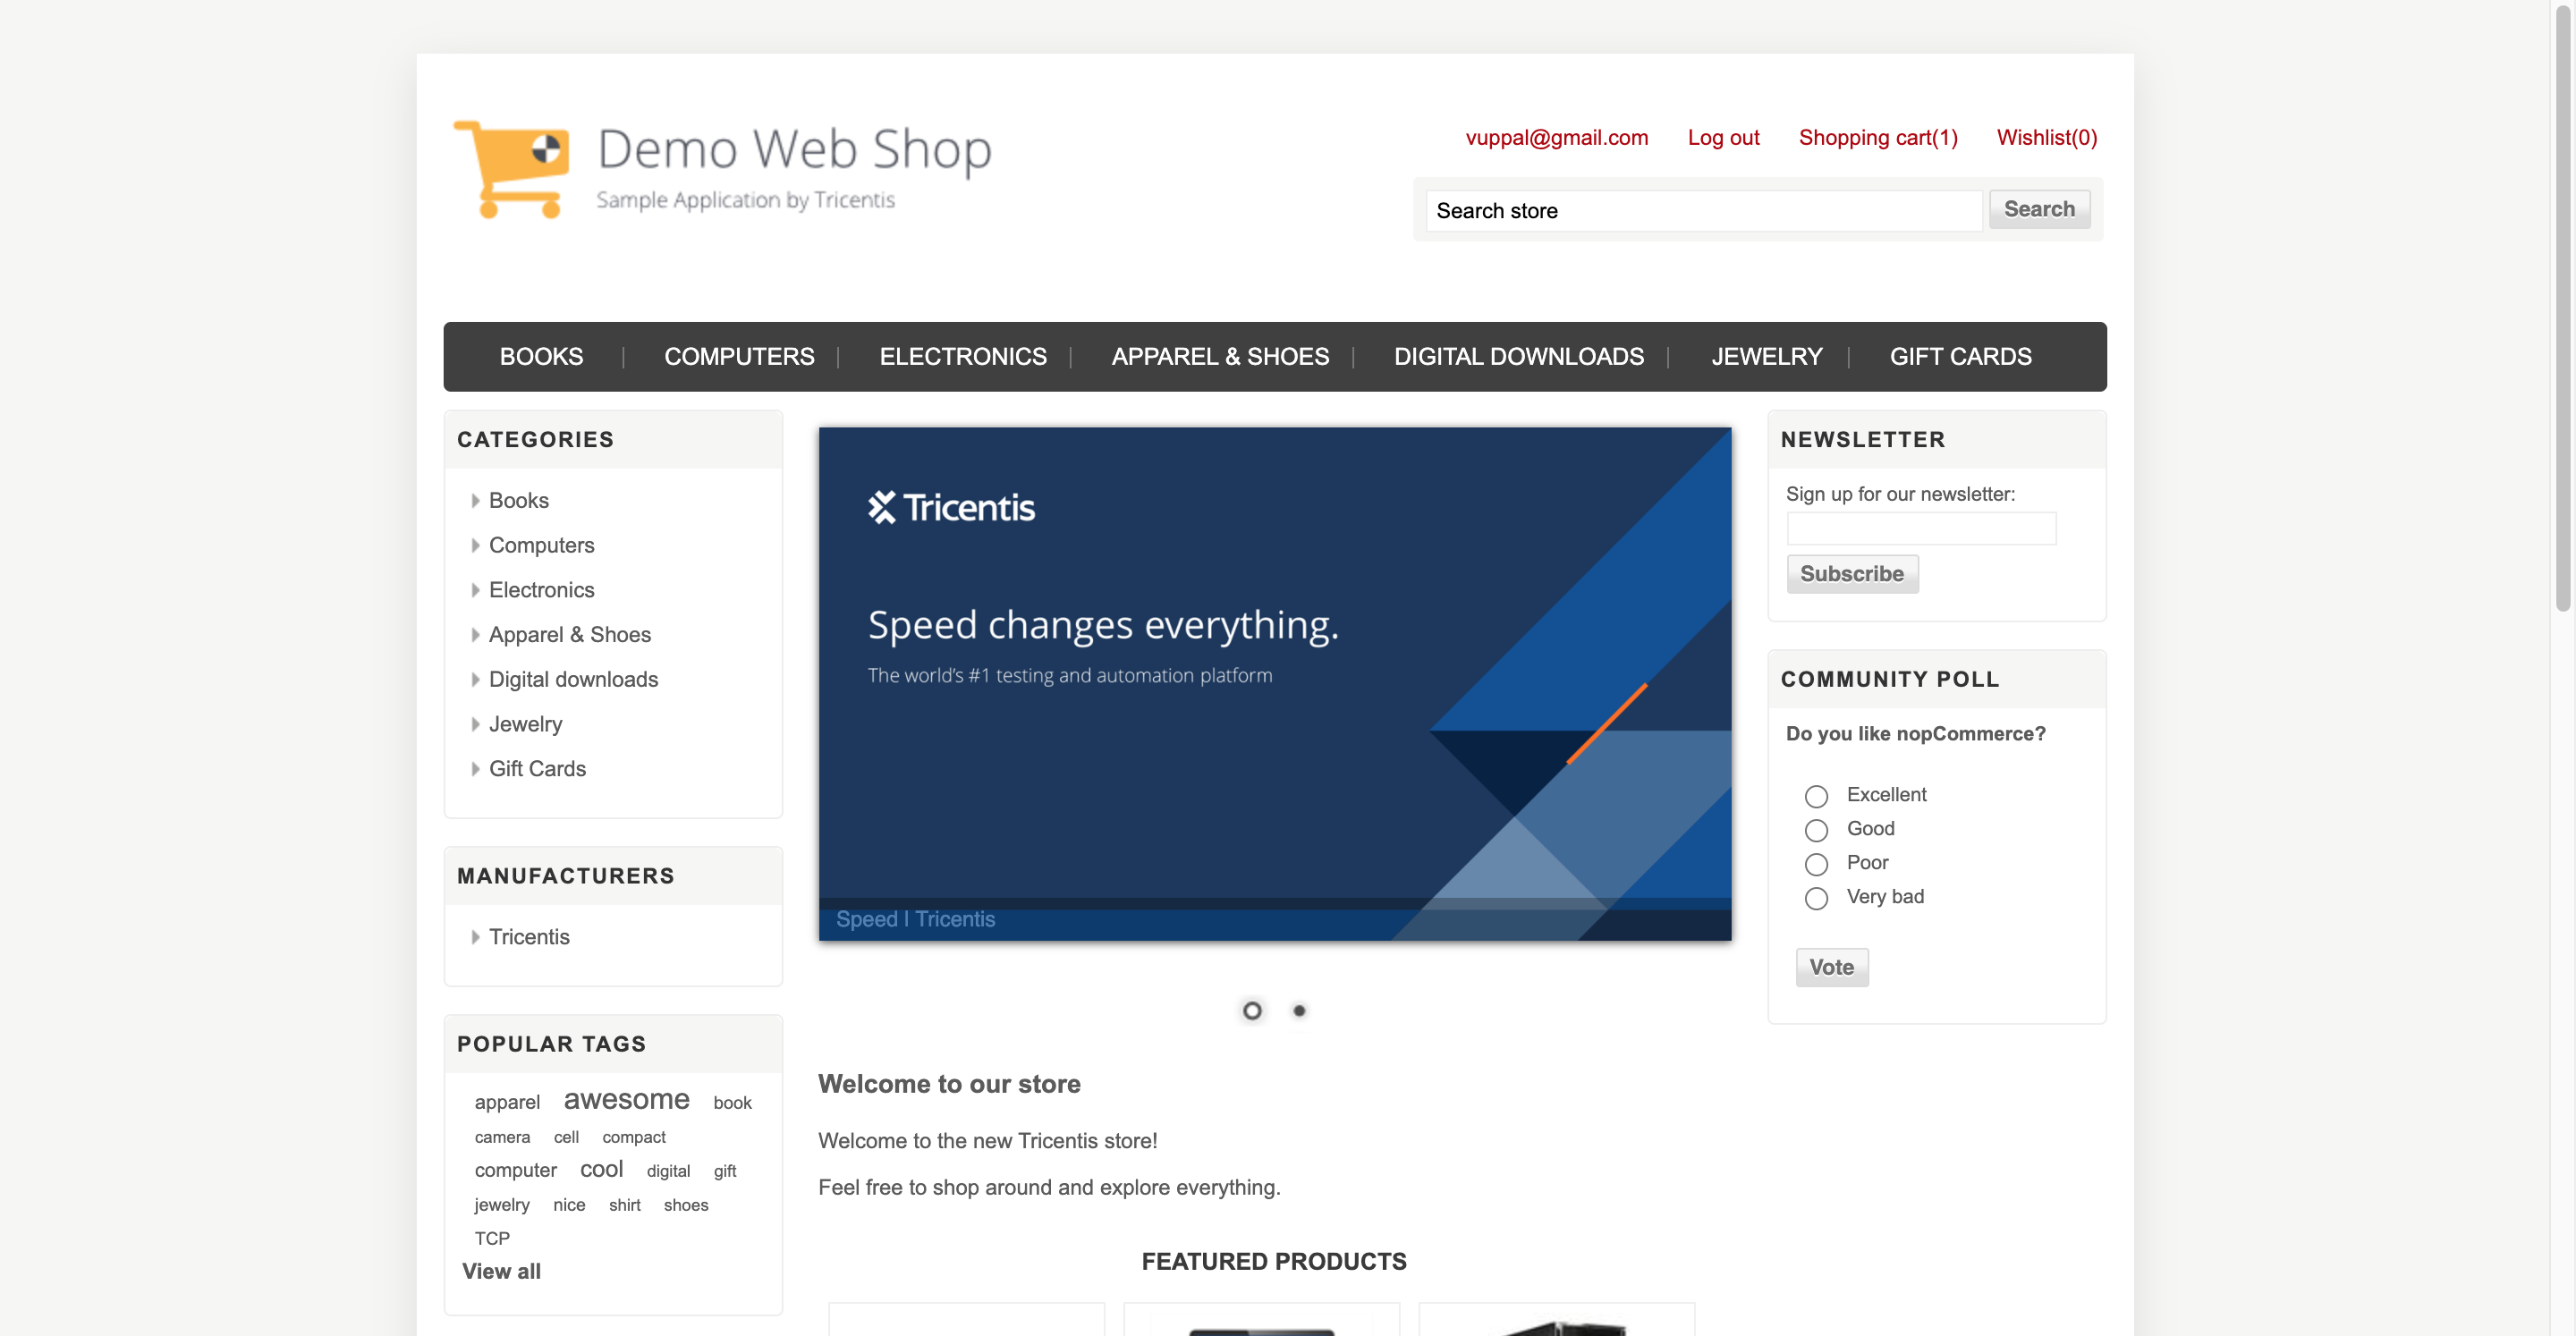 Demo Web Shop
Sample Application by Tricentis
vuppal@gmail.com Log out Shopping cart(1) Wishlist(0)
Search store Search
BOOKS COMPUTERS ELECTRONICS APPAREL & SHOES DIGITAL DOWNLOADS JEWELRY GIFT CARDS
CATEGORIES
Books
Computers
Electronics
Apparel & Shoes
Digital downloads
Jewelry
Gift Cards
MANUFACTURERS
Tricentis
POPULAR TAGS
apparel awesome book
camera cell compact
computer cool digital gift
jewelry nice shirt shoes
TCP
View all
Tricentis
Speed changes everything.
The world's #1 testing and automation platform
Speed I Tricentis
Welcome to our store
Welcome to the new Tricentis store!
Feel free to shop around and explore everything.
FEATURED PRODUCTS
NEWSLETTER
Sign up for our newsletter:
Subscribe
COMMUNITY POLL
Do you like nopCommerce?
Excellent
Good
Poor
Very bad
Vote